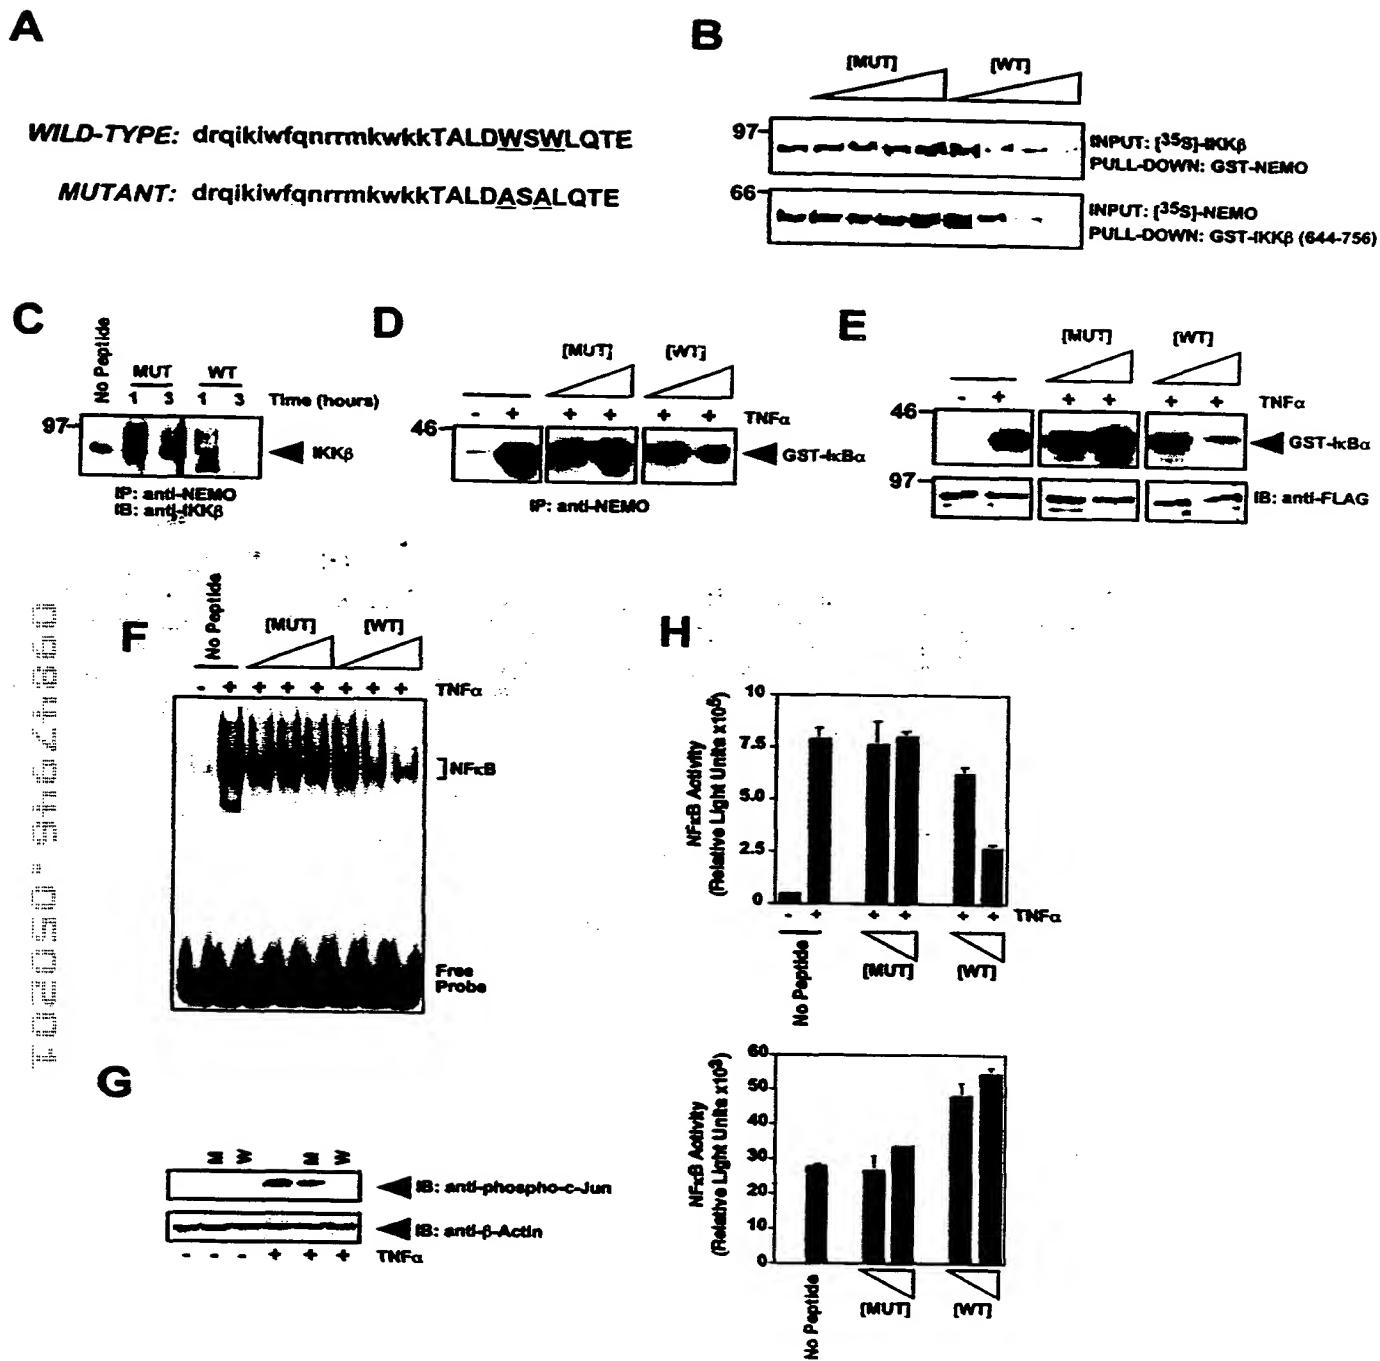 A
WILD-TYPE: drqikiwfqnrrmkwkkTALDWSWLQTE
MUTANT: drqikiwfqnrrmkwkkTALDASALQTE
B
[MUT] [WT]
97
INPUT: [35S]-IKKβ
PULL-DOWN: GST-NEMO
66
INPUT: [35S]-NEMO
PULL-DOWN: GST-IKKβ (644-756)
C
No Peptide
MUT WT
1 3 1 3 Time (hours)
97
IKKβ
IP: anti-NEMO
IB: anti-IKKβ
D
[MUT] [WT]
- + + + + + TNFα
46
GST-IκBα
IP: anti-NEMO
E
[MUT] [WT]
- + + + + + TNFα
46
GST-IκBα
97
IB: anti-FLAG
F
No Peptide
[MUT] [WT]
- + + + + + + + TNFα
NFκB
Free
Probe
G
M W M W
IB: anti-phospho-c-Jun
IB: anti-β-Actin
- - - + + + TNFα
H
NFκB Activity
(Relative Light Units x10⁵)
10
7.5
5.0
2.5
0
- + + + + + TNFα
No Peptide
[MUT] [WT]
NFκB Activity
(Relative Light Units x10³)
60
50
40
30
20
10
0
No Peptide
[MUT] [WT]